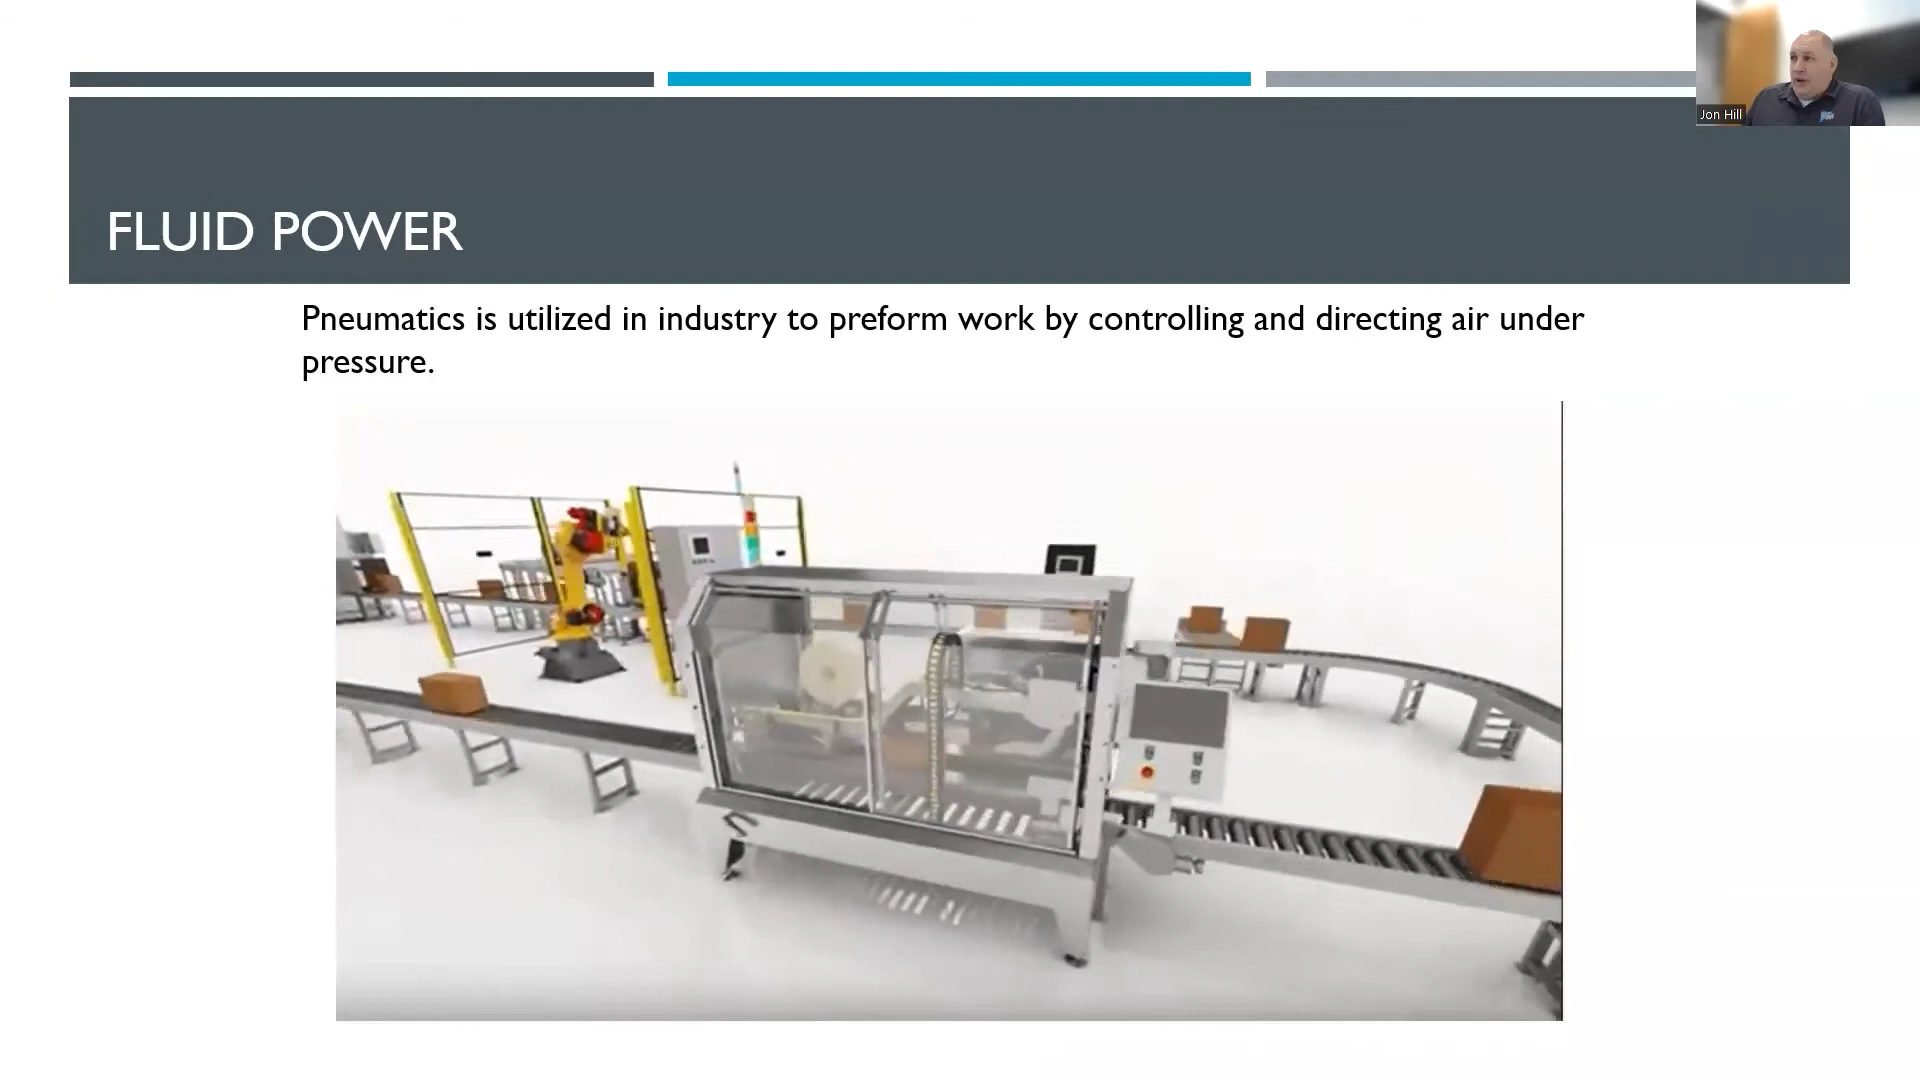 Jon Hill
FLUID POWER
Pneumatics is utilized in industry to preform work by controlling and directing air under
pressure.